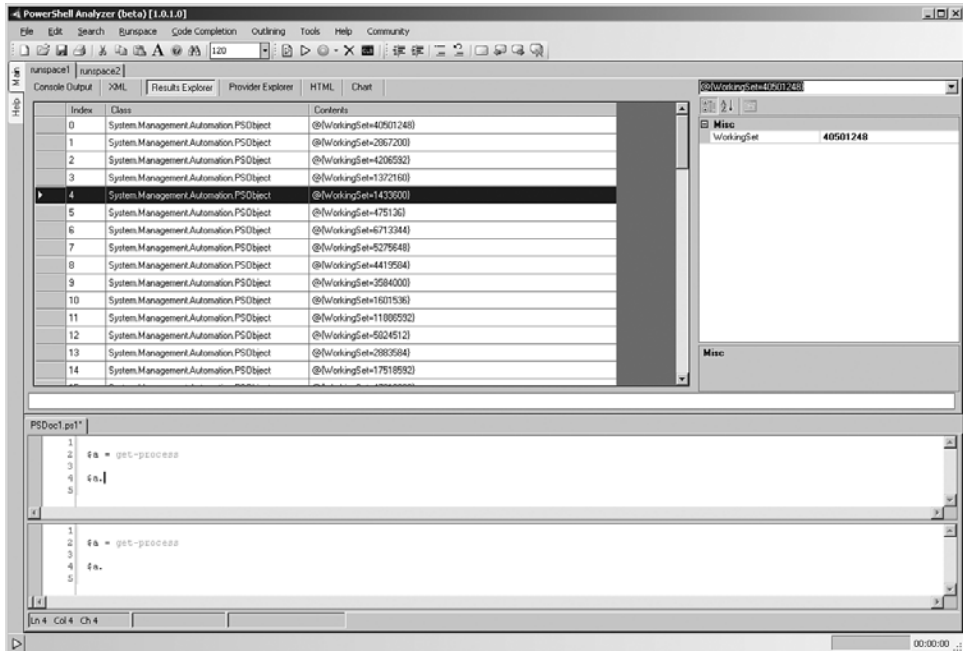 PowerShell Analyzer (beta) [1.0.1.0]
File Edit Search Runspace Code Completion Outlining Tools Help Community
120
Main
Help
runspace1 runspace2
Console Output XML Results Explorer Provider Explorer HTML Chart
@{WorkingSet=40501248}
Index Class Contents
0 System.Management.Automation.PSObject @{WorkingSet=40501248}
1 System.Management.Automation.PSObject @{WorkingSet=2867200}
2 System.Management.Automation.PSObject @{WorkingSet=4206592}
3 System.Management.Automation.PSObject @{WorkingSet=1372160}
4 System.Management.Automation.PSObject @{WorkingSet=1433600}
5 System.Management.Automation.PSObject @{WorkingSet=475136}
6 System.Management.Automation.PSObject @{WorkingSet=6713344}
7 System.Management.Automation.PSObject @{WorkingSet=5275648}
8 System.Management.Automation.PSObject @{WorkingSet=4419584}
9 System.Management.Automation.PSObject @{WorkingSet=3584000}
10 System.Management.Automation.PSObject @{WorkingSet=1601536}
11 System.Management.Automation.PSObject @{WorkingSet=11886592}
12 System.Management.Automation.PSObject @{WorkingSet=5824512}
13 System.Management.Automation.PSObject @{WorkingSet=2883584}
14 System.Management.Automation.PSObject @{WorkingSet=17518592}
Misc
WorkingSet 40501248
Misc
PSDoc1.ps1*
1
2 $a = get-process
3
4 $a.
5
1
2 $a = get-process
3
4 $a.
5
Ln 4 Col 4 Ch 4
00:00:00